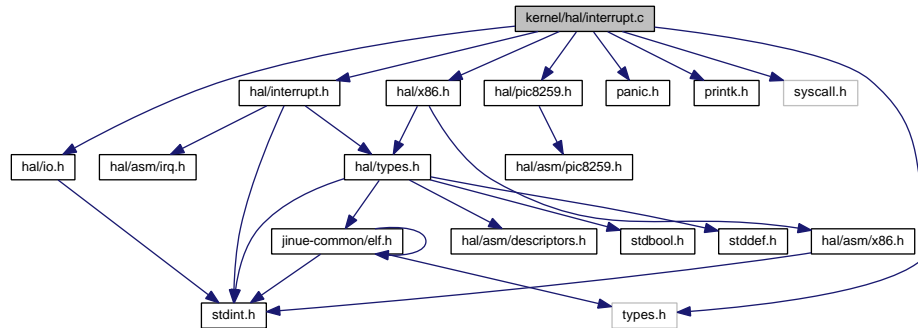 kernel/hal/interrupt.c
hal/interrupt.h
hal/x86.h
hal/pic8259.h
panic.h
printk.h
syscall.h
hal/io.h
hal/asm/irq.h
hal/types.h
hal/asm/pic8259.h
jinue-common/elf.h
hal/asm/descriptors.h
stdbool.h
stddef.h
hal/asm/x86.h
stdint.h
types.h